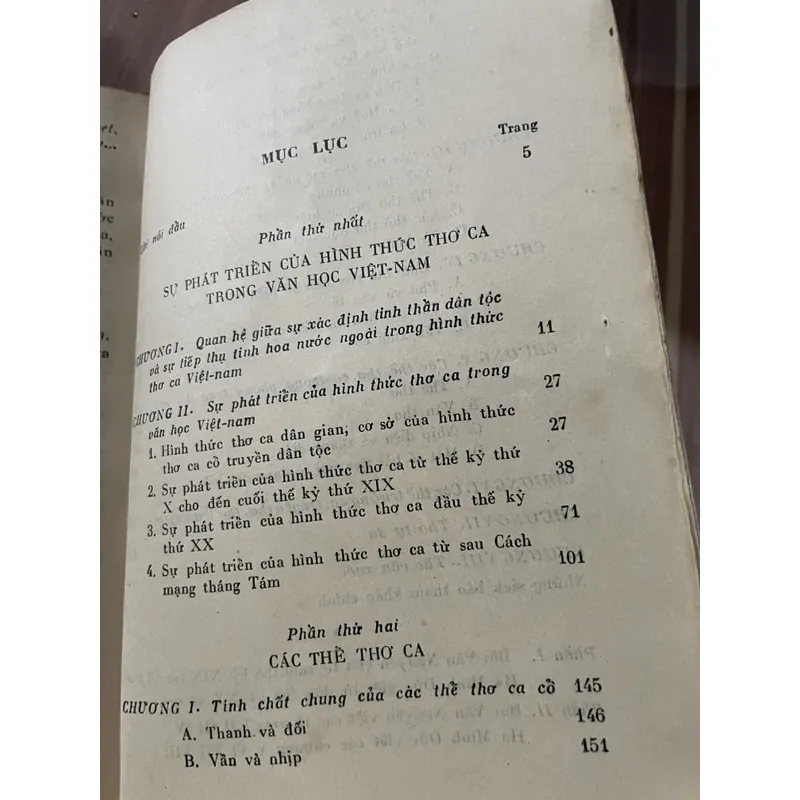 MỤC LỤC
Trang
nói đầu 5
Phần thứ nhất
SỰ PHÁT TRIỂN CỦA HÌNH THỨC THƠ CA
TRONG VĂN HỌC VIỆT-NAM
CHƯƠNG I. Quan hệ giữa sự xác định tinh thần dân tộc
và sự tiếp thụ tinh hoa nước ngoài trong hình thức
thơ ca Việt-nam 11
CHƯƠNG II. Sự phát triển của hình thức thơ ca trong
văn học Việt-nam 27
1. Hình thức thơ ca dân gian, cơ sở của hình thức
thơ ca cổ truyền dân tộc 27
2. Sự phát triển của hình thức thơ ca từ thế kỷ thứ
X cho đến cuối thế kỷ thứ XIX 38
3. Sự phát triển của hình thức thơ ca đầu thế kỷ
thứ XX 71
4. Sự phát triển của hình thức thơ ca từ sau Cách
mạng tháng Tám 101
Phần thứ hai
CÁC THỂ THƠ CA
CHƯƠNG I. Tính chất chung của các thể thơ ca cổ 145
A. Thanh và đối 146
B. Vần và nhịp 151